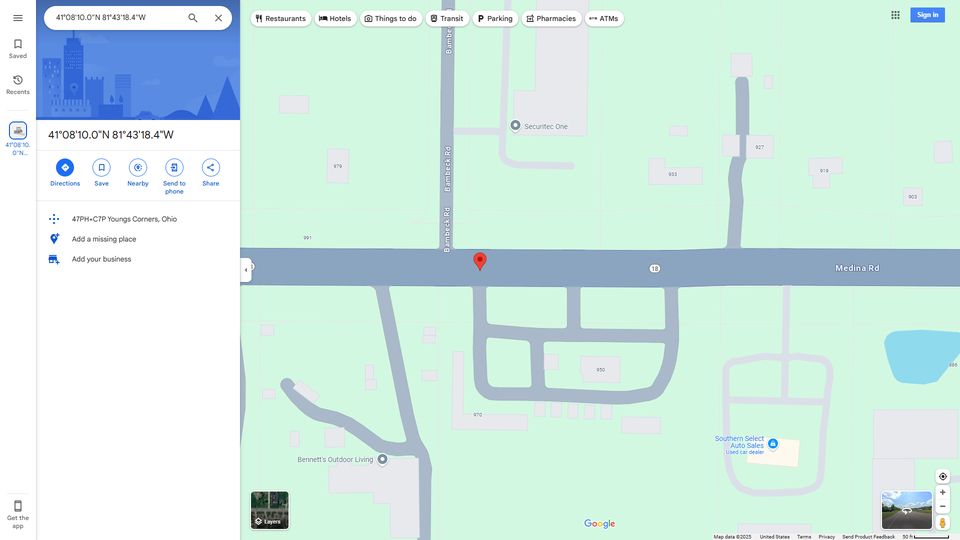 41°08'10.0"N 81°43'18.4"W
Restaurants
Hotels
Things to do
Transit
Parking
Pharmacies
ATMs
Sign in
Saved
Recents
41°08'10.
0"N...
41°08'10.0"N 81°43'18.4"W
Directions
Save
Nearby
Send to
phone
Share
47PH+C7P Youngs Corners, Ohio
Add a missing place
Add your business
Get the
app
Bambeck Rd
Bambeck Rd
Bambeck Rd
Securitec One
979
953
927
919
903
991
18
Medina Rd
950
970
886
Bennett's Outdoor Living
Southern Select
Auto Sales
Used car dealer
Layers
Google
Map data ©2025
United States
Terms
Privacy
Send Product Feedback
50 ft